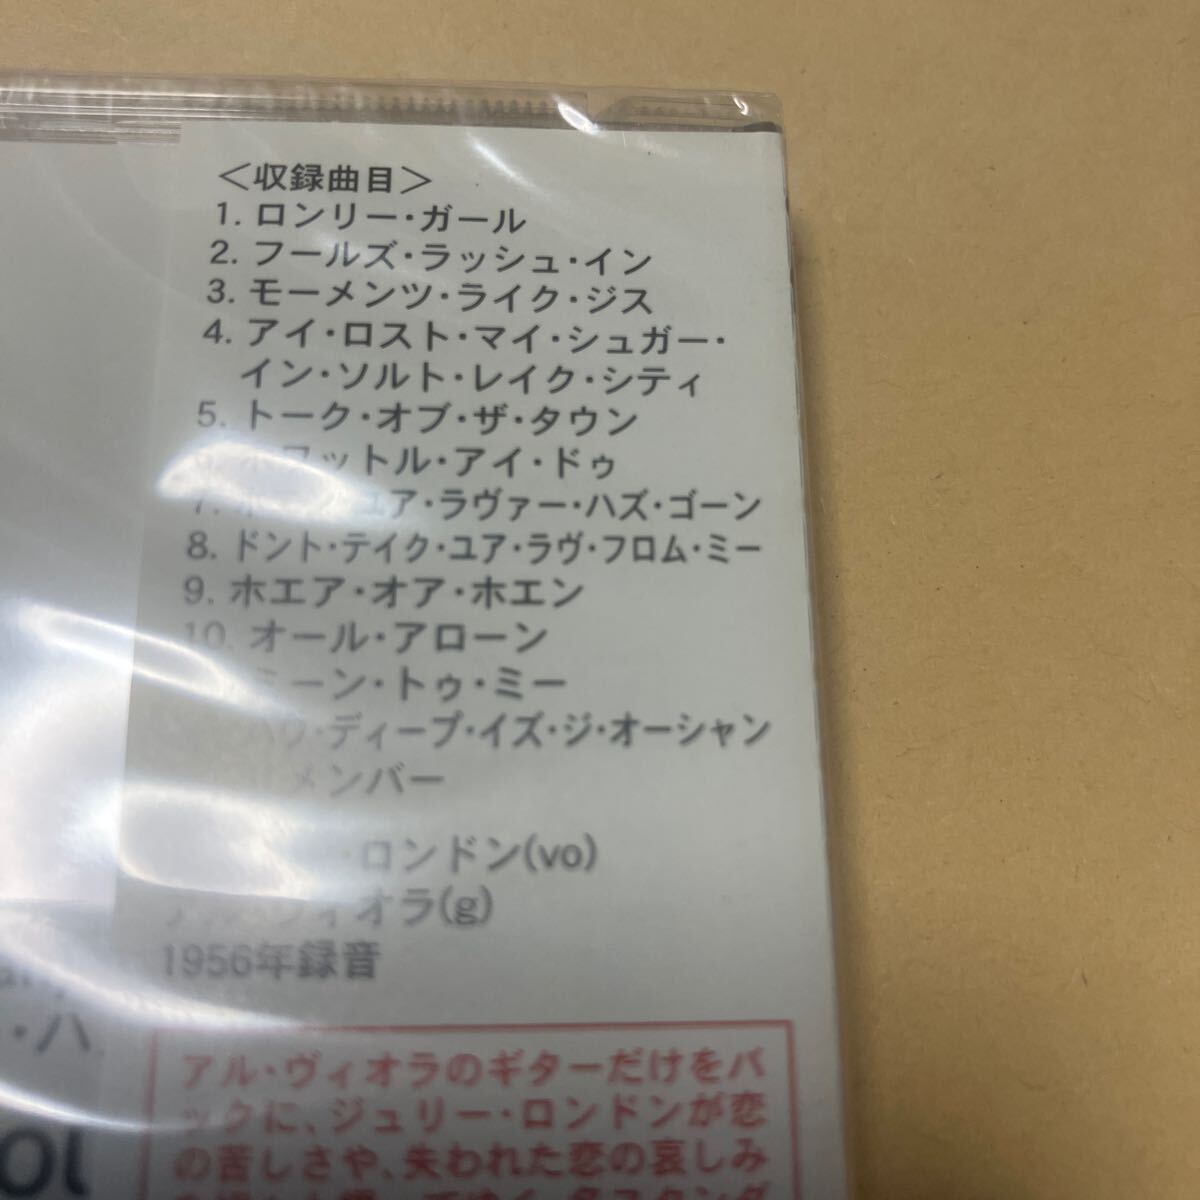 ＜収録曲目＞
1. ロンリー・ガール
2. フールズ・ラッシュ・イン
3. モーメンツ・ライク・ジス
4. アイ・ロスト・マイ・シュガー・
イン・ソルト・レイク・シティ
5. トーク・オブ・ザ・タウン
ホワットル・アイ・ドゥ
7. ユア・ラヴァー・ハズ・ゴーン
8. ドント・テイク・ユア・ラヴ・フロム・ミー
9. ホエア・オア・ホエン
10. オール・アローン
ミーン・トゥ・ミー
ハウ・ディープ・イズ・ジ・オーシャン
リメンバー
・ロンドン(vo)
アル・ヴィオラ(g)
1956年録音
・ハ
アル・ヴィオラのギターだけをバ
ックに、ジュリー・ロンドンが恋
の苦しさや、失われた恋の哀しみ